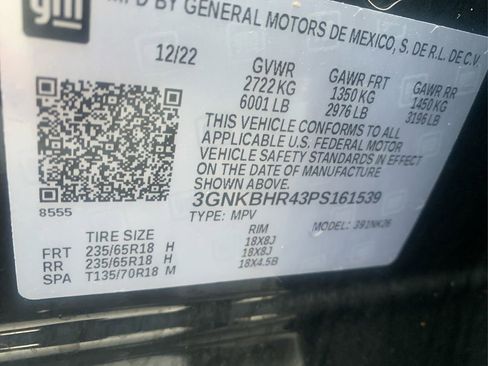 gm
MFD BY GENERAL MOTORS DE MEXICO, S. DE R.L. DE C.V.
12/22 GVWR GAWR FRT GAWR RR
2722 KG 1350 KG 1450 KG
6001 LB 2976 LB 3196 LB
THIS VEHICLE CONFORMS TO ALL
APPLICABLE U.S. FEDERAL MOTOR
VEHICLE SAFETY STANDARDS IN EFFECT
ON THE DATE OF MANUFACTURE
SHOWN ABOVE.
3GNKBHR43PS161539
8555 TYPE: MPV 391NK26
TIRE SIZE RIM
FRT 235/65R18 H 18X8J
RR 235/65R18 H 18X8J
SPA T135/70R18 M 18X4.5B